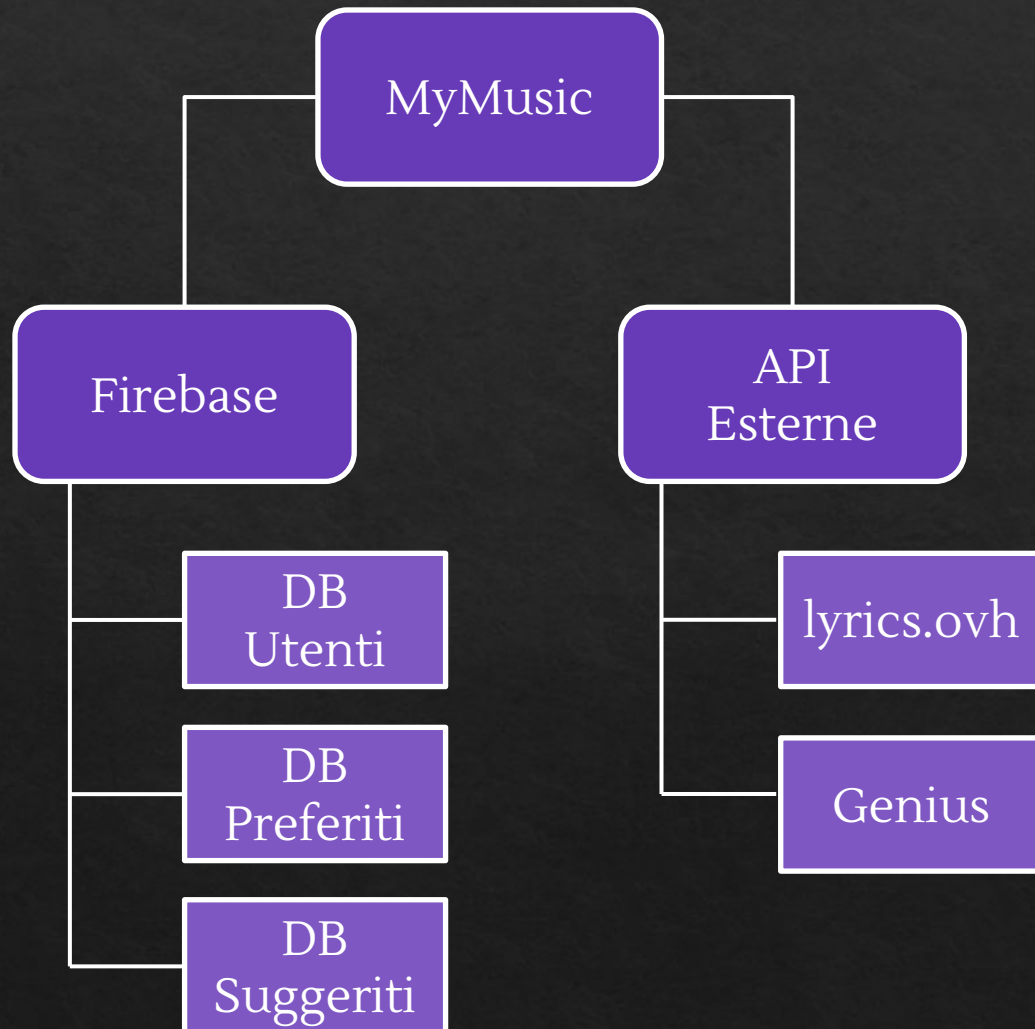 MyMusic
Firebase
API
Esterne
DB
Utenti
lyrics.ovh
DB
Preferiti
Genius
DB
Suggeriti